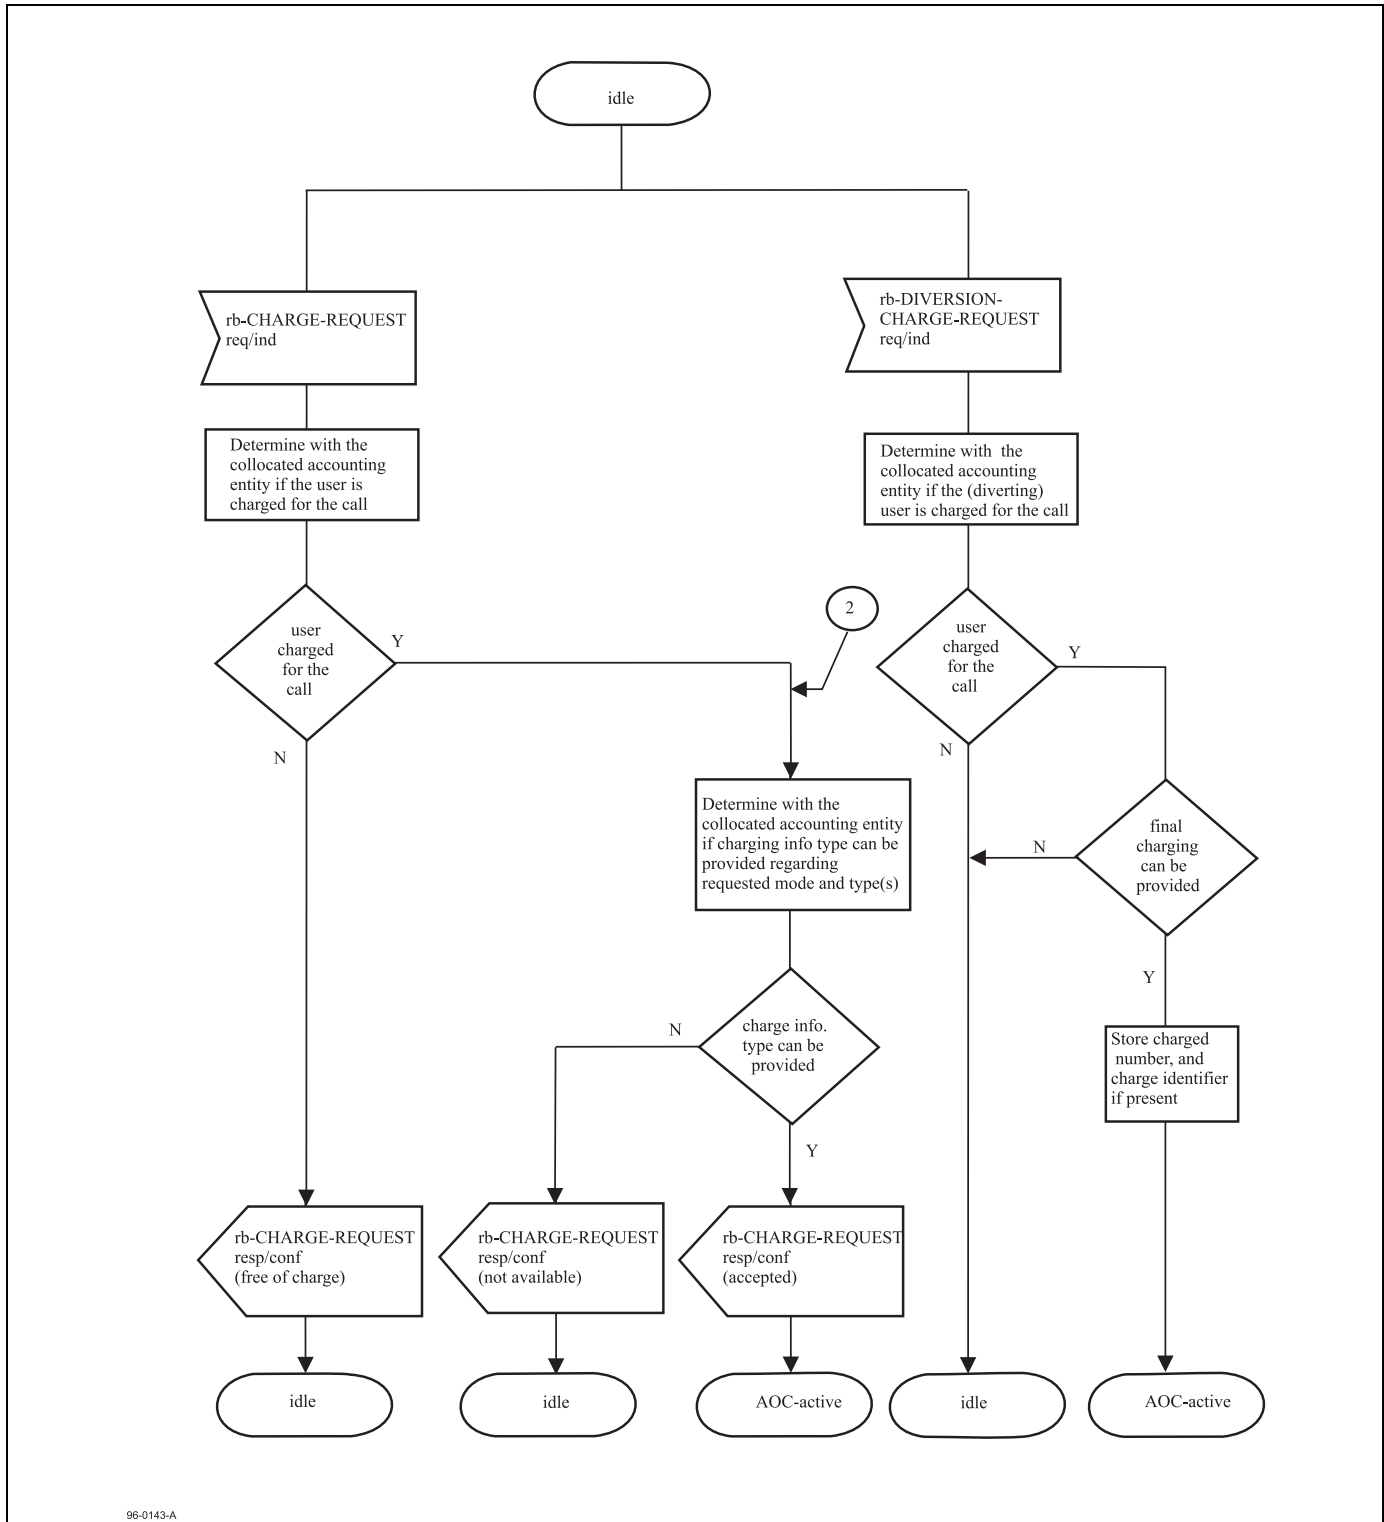 idle
rb-CHARGE-REQUEST
req/ind
rb-DIVERSION-
CHARGE-REQUEST
req/ind
Determine with the
collocated accounting
entity if the user is
charged for the call
Determine with the
collocated accounting
entity if the (diverting)
user is charged for the call
2
user
charged
for the
call
Y
N
user
charged
for the
call
Y
N
Determine with the
collocated accounting entity
if charging info type can be
provided regarding
requested mode and type(s)
final
charging
can be
provided
N
Y
charge info.
type can be
provided
N
Y
Store charged
number, and
charge identifier
if present
rb-CHARGE-REQUEST
resp/conf
(free of charge)
rb-CHARGE-REQUEST
resp/conf
(not available)
rb-CHARGE-REQUEST
resp/conf
(accepted)
idle
idle
AOC-active
idle
AOC-active
96-0143-A